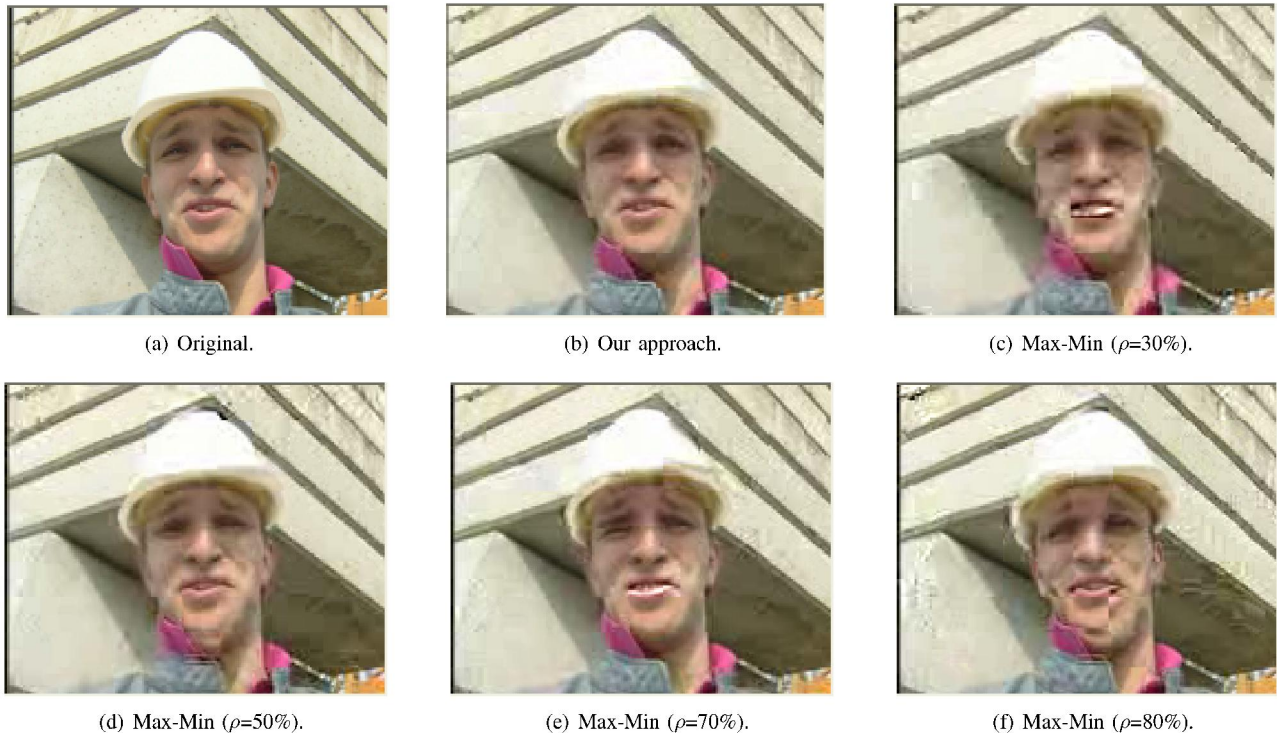 (a) Original.
(b) Our approach.
(c) Max-Min (ρ=30%).
(d) Max-Min (ρ=50%).
(e) Max-Min (ρ=70%).
(f) Max-Min (ρ=80%).